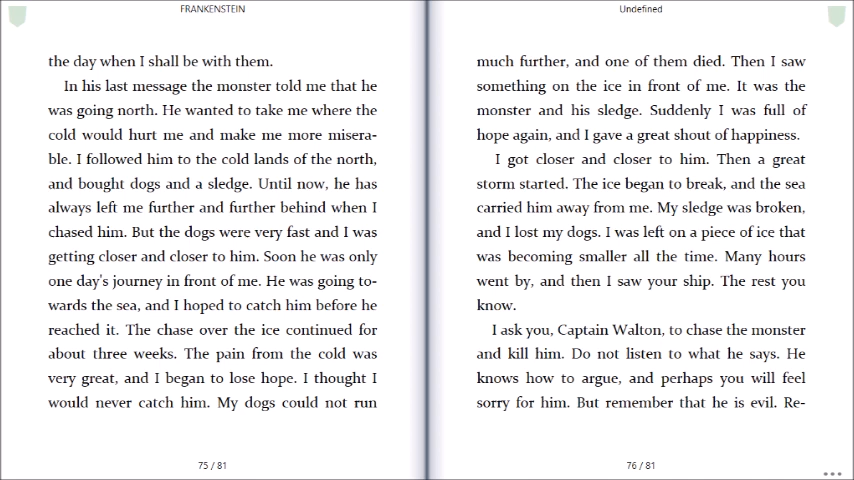 FRANKENSTEIN
the day when I shall be with them.
In his last message the monster told me that he
was going north. He wanted to take me where the
cold would hurt me and make me more misera-
ble. I followed him to the cold lands of the north,
and bought dogs and a sledge. Until now, he has
always left me further and further behind when I
chased him. But the dogs were very fast and I was
getting closer and closer to him. Soon he was only
one day's journey in front of me. He was going to-
wards the sea, and I hoped to catch him before he
reached it. The chase over the ice continued for
about three weeks. The pain from the cold was
very great, and I began to lose hope. I thought I
would never catch him. My dogs could not run
75 / 81
Undefined
much further, and one of them died. Then I saw
something on the ice in front of me. It was the
monster and his sledge. Suddenly I was full of
hope again, and I gave a great shout of happiness.
I got closer and closer to him. Then a great
storm started. The ice began to break, and the sea
carried him away from me. My sledge was broken,
and I lost my dogs. I was left on a piece of ice that
was becoming smaller all the time. Many hours
went by, and then I saw your ship. The rest you
know.
I ask you, Captain Walton, to chase the monster
and kill him. Do not listen to what he says. He
knows how to argue, and perhaps you will feel
sorry for him. But remember that he is evil. Re-
76 / 81